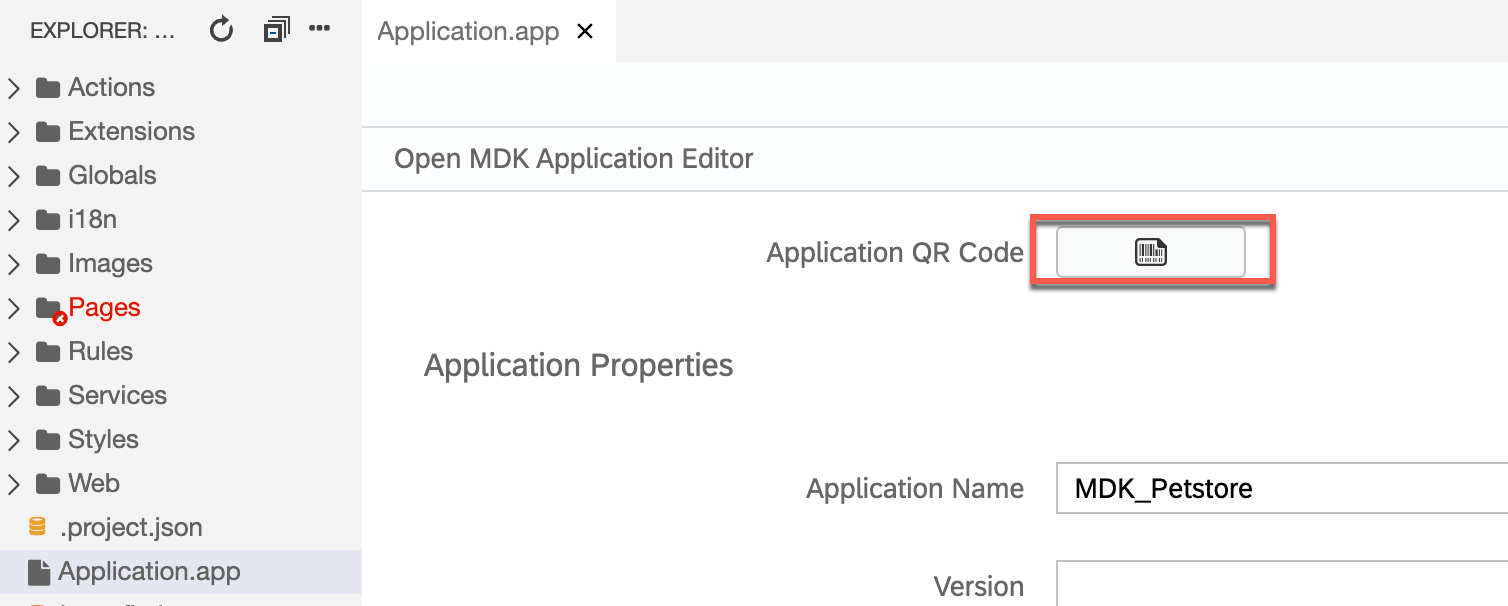 EXPLORER: ...
Application.app
Actions
Extensions
Globals
i18n
Images
Pages
Rules
Services
Styles
Web
.project.json
Application.app
Open MDK Application Editor
Application QR Code
Application Properties
Application Name
MDK_Petstore
Version